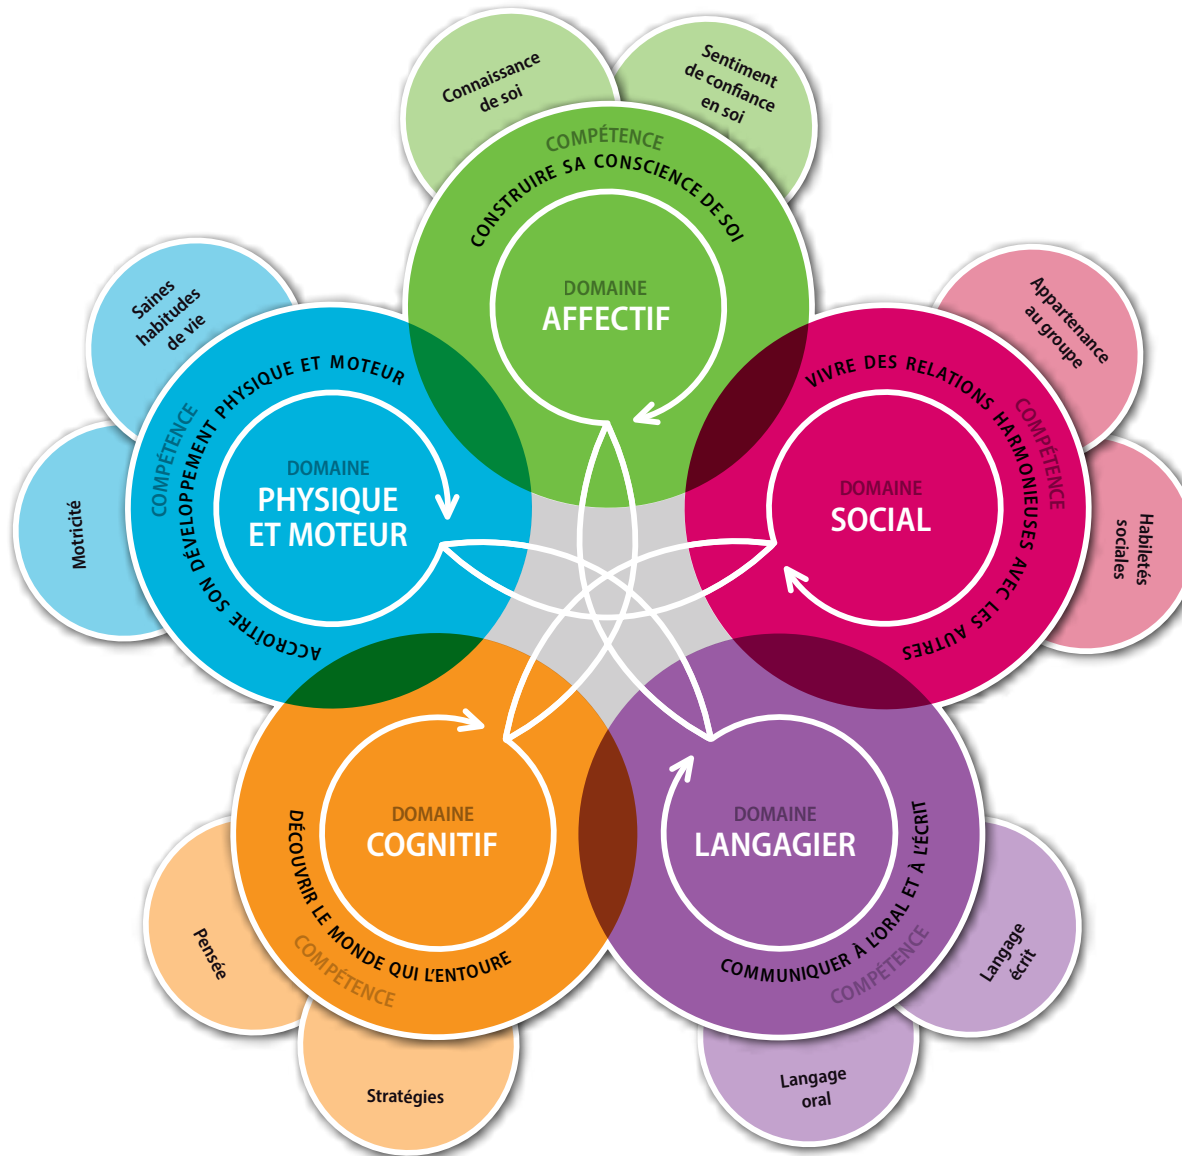 Connaissance
de soi
Sentiment
de confiance
en soi
COMPÉTENCE
CONSTRUIRE SA CONSCIENCE DE SOI
DOMAINE
AFFECTIF
Saines
habitudes
de vie
Motricité
COMPÉTENCE
ACCROÎTRE SON DÉVELOPPEMENT PHYSIQUE ET MOTEUR
DOMAINE
PHYSIQUE
ET MOTEUR
Appartenance
au groupe
Habiletés
sociales
COMPÉTENCE
VIVRE DES RELATIONS HARMONIEUSES AVEC LES AUTRES
DOMAINE
SOCIAL
DOMAINE
COGNITIF
DÉCOUVRIR LE MONDE QUI L'ENTOURE
COMPÉTENCE
Pensée
Stratégies
DOMAINE
LANGAGIER
COMMUNIQUER À L'ORAL ET À L'ÉCRIT
COMPÉTENCE
Langage
écrit
Langage
oral